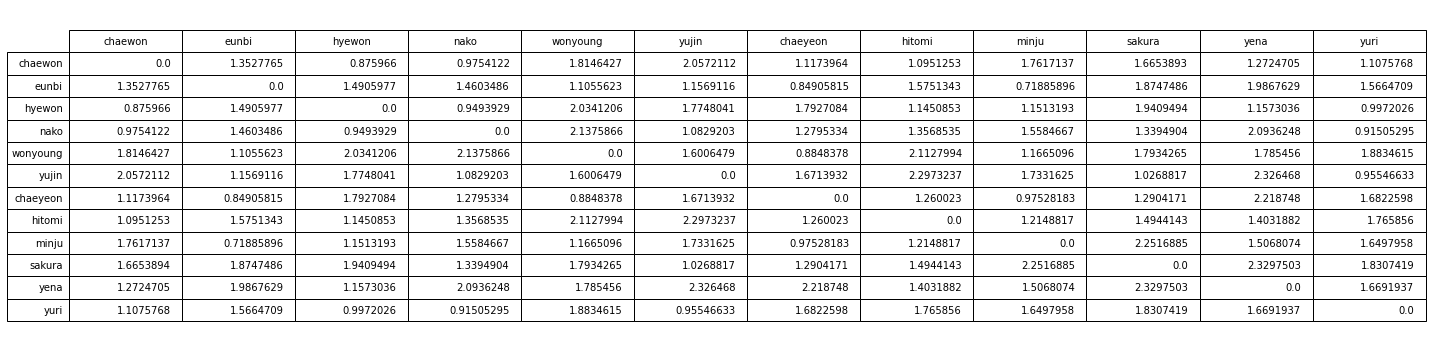 chaewon eunbi hyewon nako wonyoung yujin chaeyeon hitomi minju sakura yena yuri
chaewon 0.0 1.3527765 0.875966 0.9754122 1.8146427 2.0572112 1.1173964 1.0951253 1.7617137 1.6653893 1.2724705 1.1075768
eunbi 1.3527765 0.0 1.4905977 1.4603486 1.1055623 1.1569116 0.84905815 1.5751343 0.71885896 1.8747486 1.9867629 1.5664709
hyewon 0.875966 1.4905977 0.0 0.9493929 2.0341206 1.7748041 1.7927084 1.1450853 1.1513193 1.9409494 1.1573036 0.9972026
nako 0.9754122 1.4603486 0.9493929 0.0 2.1375866 1.0829203 1.2795334 1.3568535 1.5584667 1.3394904 2.0936248 0.91505295
wonyoung 1.8146427 1.1055623 2.0341206 2.1375866 0.0 1.6006479 0.8848378 2.1127994 1.1665096 1.7934265 1.785456 1.8834615
yujin 2.0572112 1.1569116 1.7748041 1.0829203 1.6006479 0.0 1.6713932 2.2973237 1.7331625 1.0268817 2.326468 0.95546633
chaeyeon 1.1173964 0.84905815 1.7927084 1.2795334 0.8848378 1.6713932 0.0 1.260023 0.97528183 1.2904171 2.218748 1.6822598
hitomi 1.0951253 1.5751343 1.1450853 1.3568535 2.1127994 2.2973237 1.260023 0.0 1.2148817 1.4944143 1.4031882 1.765856
minju 1.7617137 0.71885896 1.1513193 1.5584667 1.1665096 1.7331625 0.97528183 1.2148817 0.0 2.2516885 1.5068074 1.6497958
sakura 1.6653894 1.8747486 1.9409494 1.3394904 1.7934265 1.0268817 1.2904171 1.4944143 2.2516885 0.0 2.3297503 1.8307419
yena 1.2724705 1.9867629 1.1573036 2.0936248 1.785456 2.326468 2.218748 1.4031882 1.5068074 2.3297503 0.0 1.6691937
yuri 1.1075768 1.5664709 0.9972026 0.91505295 1.8834615 0.95546633 1.6822598 1.765856 1.6497958 1.8307419 1.6691937 0.0